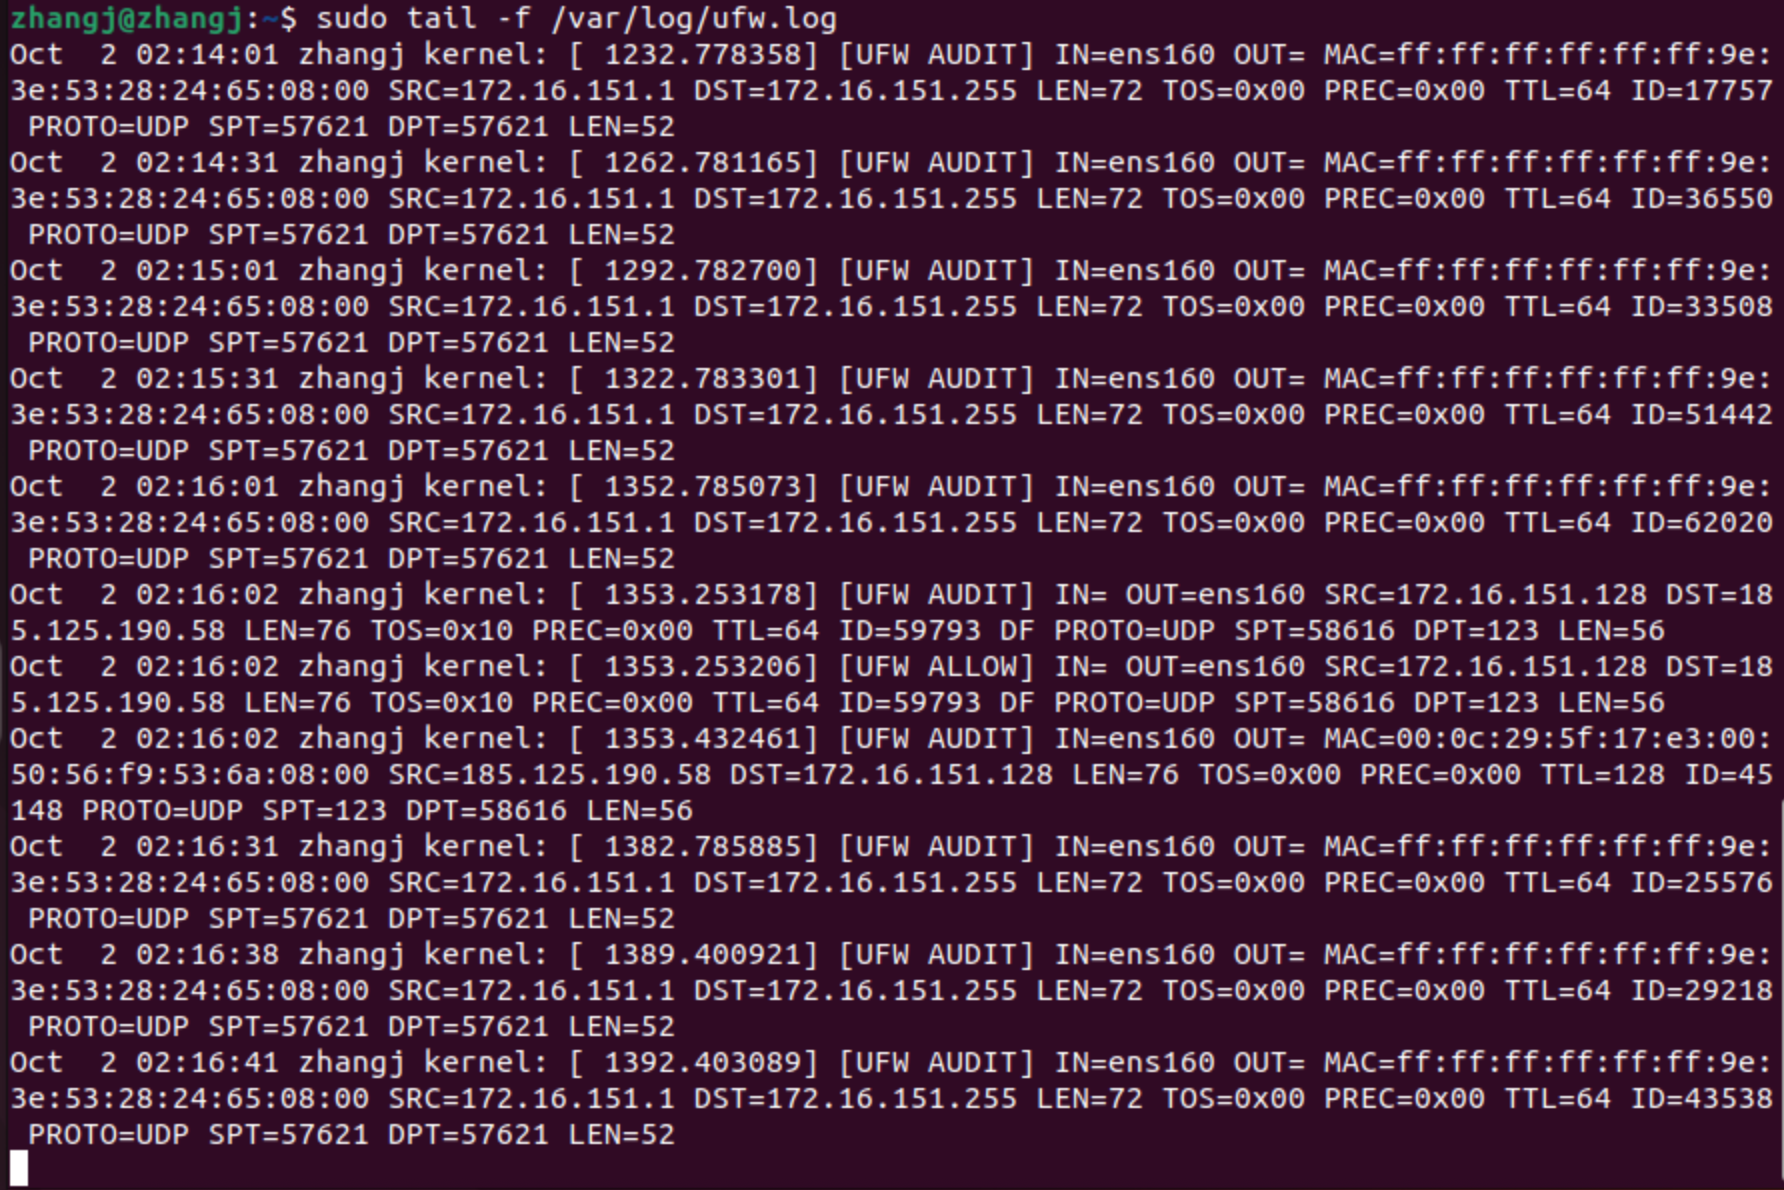 zhangj@zhangj:~$ sudo tail -f /var/log/ufw.log
Oct  2 02:14:01 zhangj kernel: [ 1232.778358] [UFW AUDIT] IN=ens160 OUT= MAC=ff:ff:ff:ff:ff:ff:9e:
3e:53:28:24:65:08:00 SRC=172.16.151.1 DST=172.16.151.255 LEN=72 TOS=0x00 PREC=0x00 TTL=64 ID=17757
 PROTO=UDP SPT=57621 DPT=57621 LEN=52
Oct  2 02:14:31 zhangj kernel: [ 1262.781165] [UFW AUDIT] IN=ens160 OUT= MAC=ff:ff:ff:ff:ff:ff:9e:
3e:53:28:24:65:08:00 SRC=172.16.151.1 DST=172.16.151.255 LEN=72 TOS=0x00 PREC=0x00 TTL=64 ID=36550
 PROTO=UDP SPT=57621 DPT=57621 LEN=52
Oct  2 02:15:01 zhangj kernel: [ 1292.782700] [UFW AUDIT] IN=ens160 OUT= MAC=ff:ff:ff:ff:ff:ff:9e:
3e:53:28:24:65:08:00 SRC=172.16.151.1 DST=172.16.151.255 LEN=72 TOS=0x00 PREC=0x00 TTL=64 ID=33508
 PROTO=UDP SPT=57621 DPT=57621 LEN=52
Oct  2 02:15:31 zhangj kernel: [ 1322.783301] [UFW AUDIT] IN=ens160 OUT= MAC=ff:ff:ff:ff:ff:ff:9e:
3e:53:28:24:65:08:00 SRC=172.16.151.1 DST=172.16.151.255 LEN=72 TOS=0x00 PREC=0x00 TTL=64 ID=51442
 PROTO=UDP SPT=57621 DPT=57621 LEN=52
Oct  2 02:16:01 zhangj kernel: [ 1352.785073] [UFW AUDIT] IN=ens160 OUT= MAC=ff:ff:ff:ff:ff:ff:9e:
3e:53:28:24:65:08:00 SRC=172.16.151.1 DST=172.16.151.255 LEN=72 TOS=0x00 PREC=0x00 TTL=64 ID=62020
 PROTO=UDP SPT=57621 DPT=57621 LEN=52
Oct  2 02:16:02 zhangj kernel: [ 1353.253178] [UFW AUDIT] IN= OUT=ens160 SRC=172.16.151.128 DST=18
5.125.190.58 LEN=76 TOS=0x10 PREC=0x00 TTL=64 ID=59793 DF PROTO=UDP SPT=58616 DPT=123 LEN=56
Oct  2 02:16:02 zhangj kernel: [ 1353.253206] [UFW ALLOW] IN= OUT=ens160 SRC=172.16.151.128 DST=18
5.125.190.58 LEN=76 TOS=0x10 PREC=0x00 TTL=64 ID=59793 DF PROTO=UDP SPT=58616 DPT=123 LEN=56
Oct  2 02:16:02 zhangj kernel: [ 1353.432461] [UFW AUDIT] IN=ens160 OUT= MAC=00:0c:29:5f:17:e3:00:
50:56:f9:53:6a:08:00 SRC=185.125.190.58 DST=172.16.151.128 LEN=76 TOS=0x00 PREC=0x00 TTL=128 ID=45
148 PROTO=UDP SPT=123 DPT=58616 LEN=56
Oct  2 02:16:31 zhangj kernel: [ 1382.785885] [UFW AUDIT] IN=ens160 OUT= MAC=ff:ff:ff:ff:ff:ff:9e:
3e:53:28:24:65:08:00 SRC=172.16.151.1 DST=172.16.151.255 LEN=72 TOS=0x00 PREC=0x00 TTL=64 ID=25576
 PROTO=UDP SPT=57621 DPT=57621 LEN=52
Oct  2 02:16:38 zhangj kernel: [ 1389.400921] [UFW AUDIT] IN=ens160 OUT= MAC=ff:ff:ff:ff:ff:ff:9e:
3e:53:28:24:65:08:00 SRC=172.16.151.1 DST=172.16.151.255 LEN=72 TOS=0x00 PREC=0x00 TTL=64 ID=29218
 PROTO=UDP SPT=57621 DPT=57621 LEN=52
Oct  2 02:16:41 zhangj kernel: [ 1392.403089] [UFW AUDIT] IN=ens160 OUT= MAC=ff:ff:ff:ff:ff:ff:9e:
3e:53:28:24:65:08:00 SRC=172.16.151.1 DST=172.16.151.255 LEN=72 TOS=0x00 PREC=0x00 TTL=64 ID=43538
 PROTO=UDP SPT=57621 DPT=57621 LEN=52